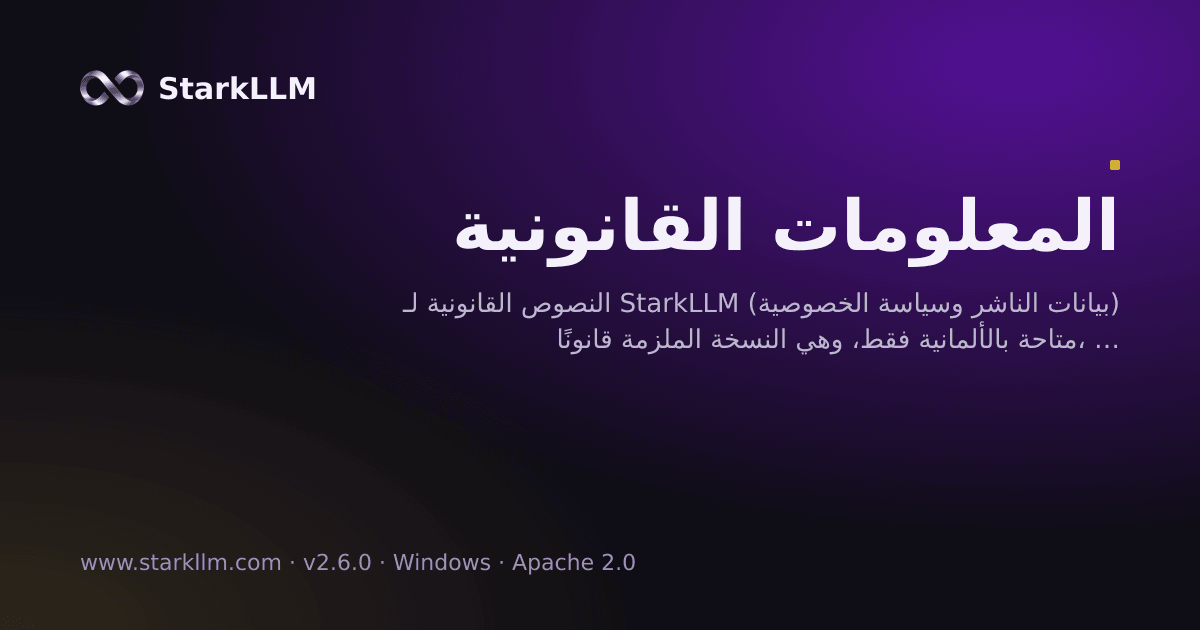 StarkLLM
المعلومات القانونية
النصوص القانونية لـ StarkLLM (بيانات الناشر وسياسة الخصوصية)
متاحة بالألمانية فقط، وهي النسخة الملزمة قانونًا، …
www.starkllm.com · v2.6.0 · Windows · Apache 2.0